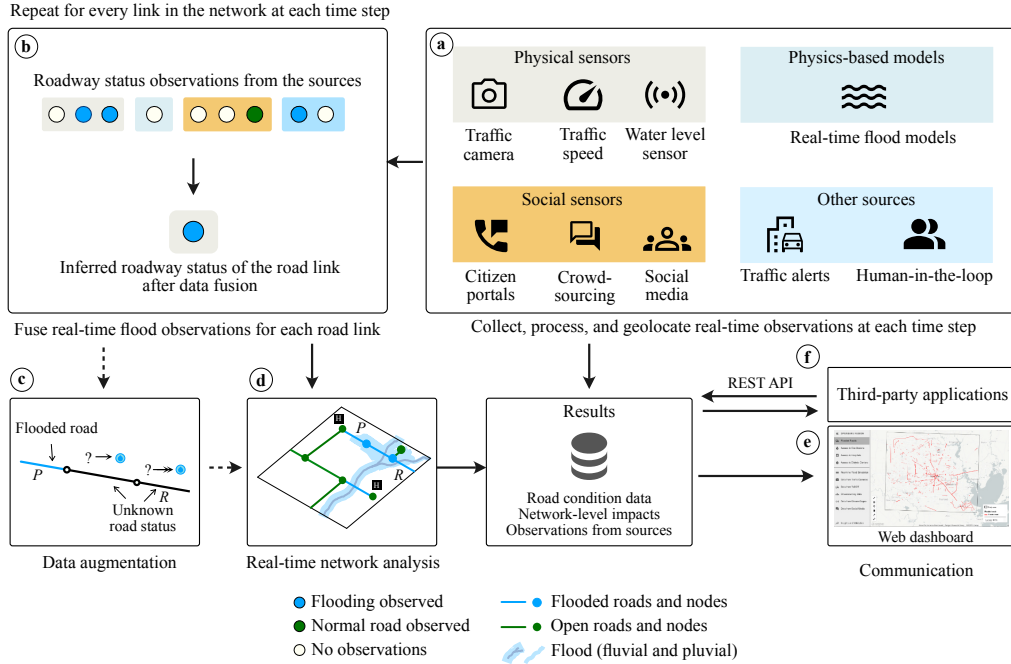 Repeat for every link in the network at each time step
b
Roadway status observations from the sources
Inferred roadway status of the road link
after data fusion
Fuse real-time flood observations for each road link
a
Physical sensors
Traffic
camera
Traffic
speed
Water level
sensor
Physics-based models
Real-time flood models
Social sensors
Citizen
portals
Crowd-
sourcing
Social
media
Other sources
Traffic alerts
Human-in-the-loop
Collect, process, and geolocate real-time observations at each time step
c
Flooded road
?
?
P
R
Unknown
road status
Data augmentation
d
H
P
R
H
Real-time network analysis
Results
Road condition data
Network-level impacts
Observations from sources
REST API
f
Third-party applications
e
Web dashboard
Communication
Flooding observed
Normal road observed
No observations
Flooded roads and nodes
Open roads and nodes
Flood (fluvial and pluvial)